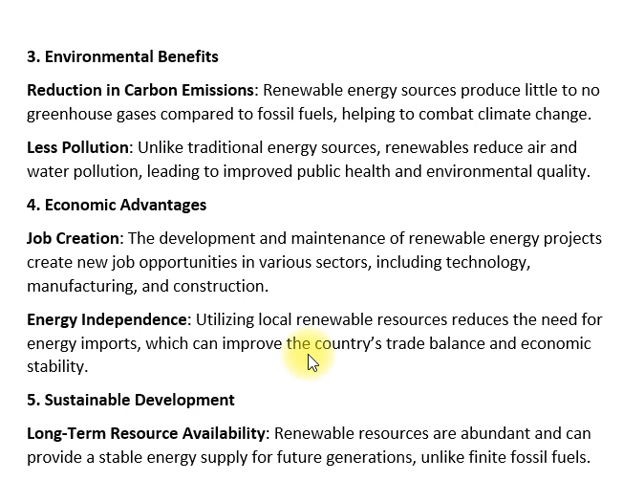 3. Environmental Benefits
Reduction in Carbon Emissions: Renewable energy sources produce little to no
greenhouse gases compared to fossil fuels, helping to combat climate change.
Less Pollution: Unlike traditional energy sources, renewables reduce air and
water pollution, leading to improved public health and environmental quality.
4. Economic Advantages
Job Creation: The development and maintenance of renewable energy projects
create new job opportunities in various sectors, including technology,
manufacturing, and construction.
Energy Independence: Utilizing local renewable resources reduces the need for
energy imports, which can improve the country’s trade balance and economic
stability.
5. Sustainable Development
Long-Term Resource Availability: Renewable resources are abundant and can
provide a stable energy supply for future generations, unlike finite fossil fuels.